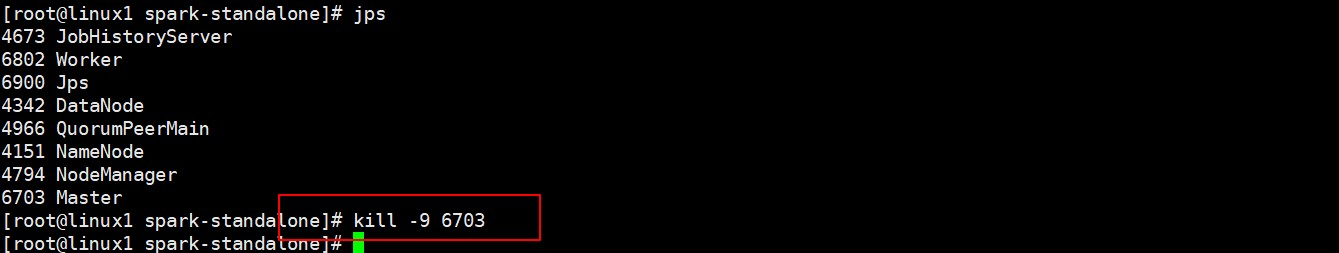 [root@linux1 spark-standalone]# jps
4673 JobHistoryServer
6802 Worker
6900 Jps
4342 DataNode
4966 QuorumPeerMain
4151 NameNode
4794 NodeManager
6703 Master
[root@linux1 spark-standalone]# kill -9 6703
[root@linux1 spark-standalone]#